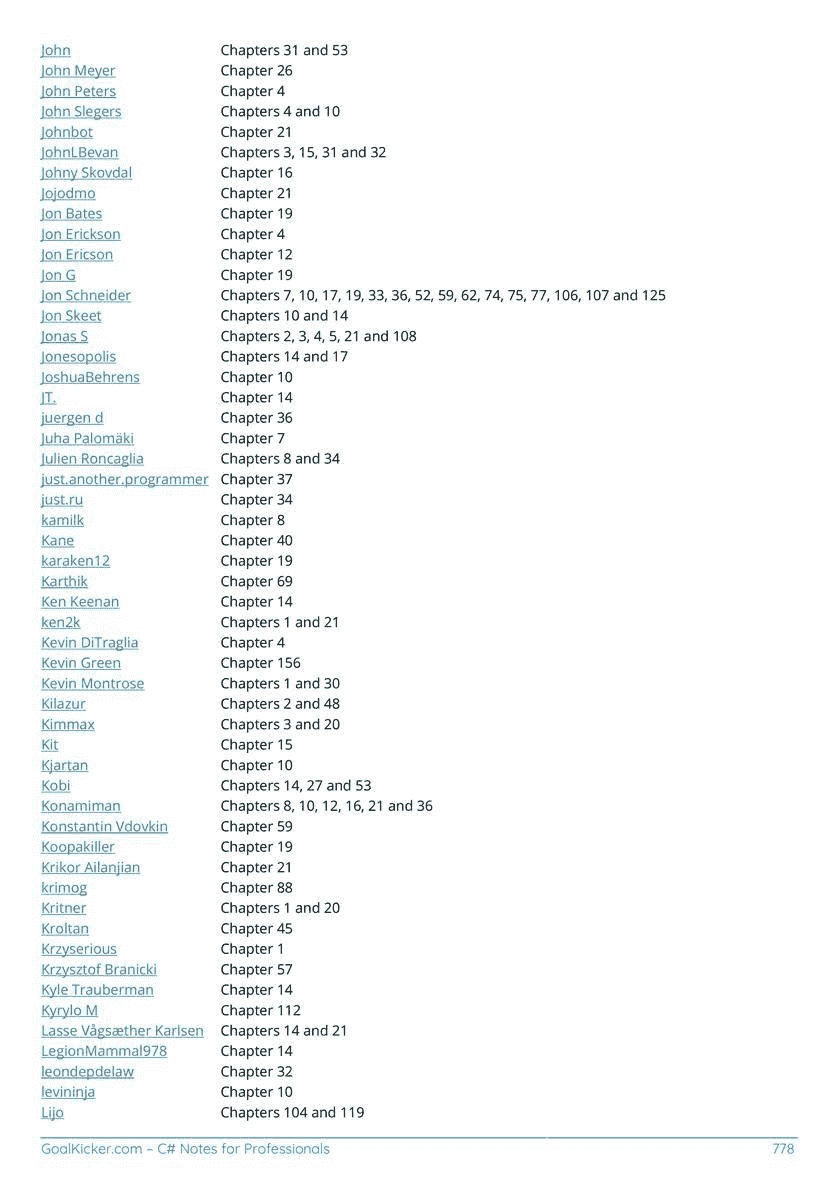 John Chapters 31 and 53
John Meyer Chapter 26
John Peters Chapter 4
John Slegers Chapters 4 and 10
Johnbot Chapter 21
JohnLBevan Chapters 3, 15, 31 and 32
Johny Skovdal Chapter 16
Jojodmo Chapter 21
Jon Bates Chapter 19
Jon Erickson Chapter 4
Jon Ericson Chapter 12
Jon G Chapter 19
Jon Schneider Chapters 7, 10, 17, 19, 33, 36, 52, 59, 62, 74, 75, 77, 106, 107 and 125
Jon Skeet Chapters 10 and 14
Jonas S Chapters 2, 3, 4, 5, 21 and 108
Jonesopolis Chapters 14 and 17
JoshuaBehrens Chapter 10
JT. Chapter 14
juergen d Chapter 36
Juha Palomäki Chapter 7
Julien Roncaglia Chapters 8 and 34
just.another.programmer Chapter 37
just.ru Chapter 34
kamilk Chapter 8
Kane Chapter 40
karaken12 Chapter 19
Karthik Chapter 69
Ken Keenan Chapter 14
ken2k Chapters 1 and 21
Kevin DiTraglia Chapter 4
Kevin Green Chapter 156
Kevin Montrose Chapters 1 and 30
Kilazur Chapters 2 and 48
Kimmax Chapters 3 and 20
Kit Chapter 15
Kjartan Chapter 10
Kobi Chapters 14, 27 and 53
Konamiman Chapters 8, 10, 12, 16, 21 and 36
Konstantin Vdovkin Chapter 59
Koopakiller Chapter 19
Krikor Ailanjian Chapter 21
krimog Chapter 88
Kritner Chapters 1 and 20
Kroltan Chapter 45
Krzyserious Chapter 1
Krzysztof Branicki Chapter 57
Kyle Trauberman Chapter 14
Kyrylo M Chapter 112
Lasse Vågsæther Karlsen Chapters 14 and 21
LegionMammal978 Chapter 14
leondepdelaw Chapter 32
levininja Chapter 10
Lijo Chapters 104 and 119
GoalKicker.com – C# Notes for Professionals 778